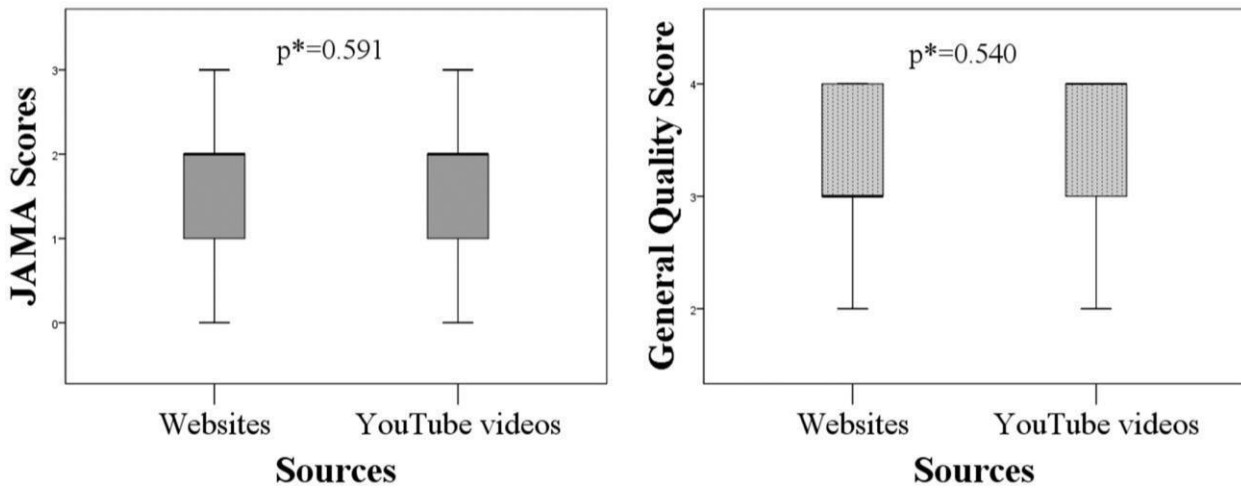 JAMA Scores
p*=0.591
3
2
1
0
Websites
YouTube videos
Sources
General Quality Score
p*=0.540
4
3
2
Websites
YouTube videos
Sources